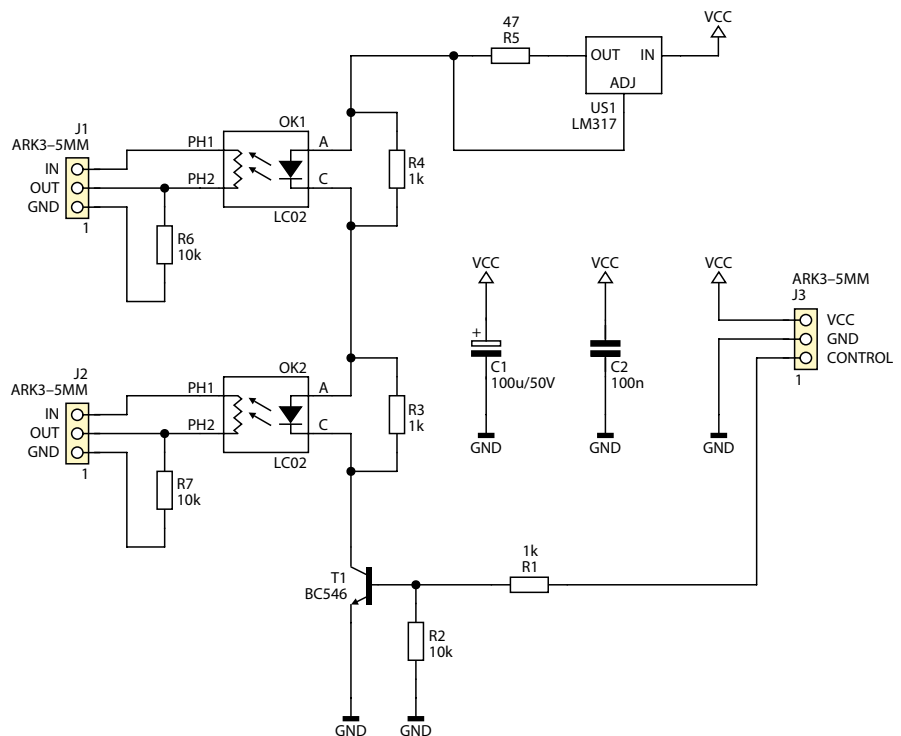 VCC
47
R5
OUT IN
ADJ
US1
LM317
J1
ARK3–5MM
IN
OUT
GND
1
PH1
PH2
OK1
A
C
LC02
R4
1k
R6
10k
VCC
VCC
VCC
+
C1
100u/50V
C2
100n
GND
GND
GND
ARK3–5MM
J3
VCC
GND
CONTROL
1
J2
ARK3–5MM
IN
OUT
GND
1
PH1
PH2
OK2
A
C
LC02
R3
1k
R7
10k
T1
BC546
1k
R1
R2
10k
GND
GND